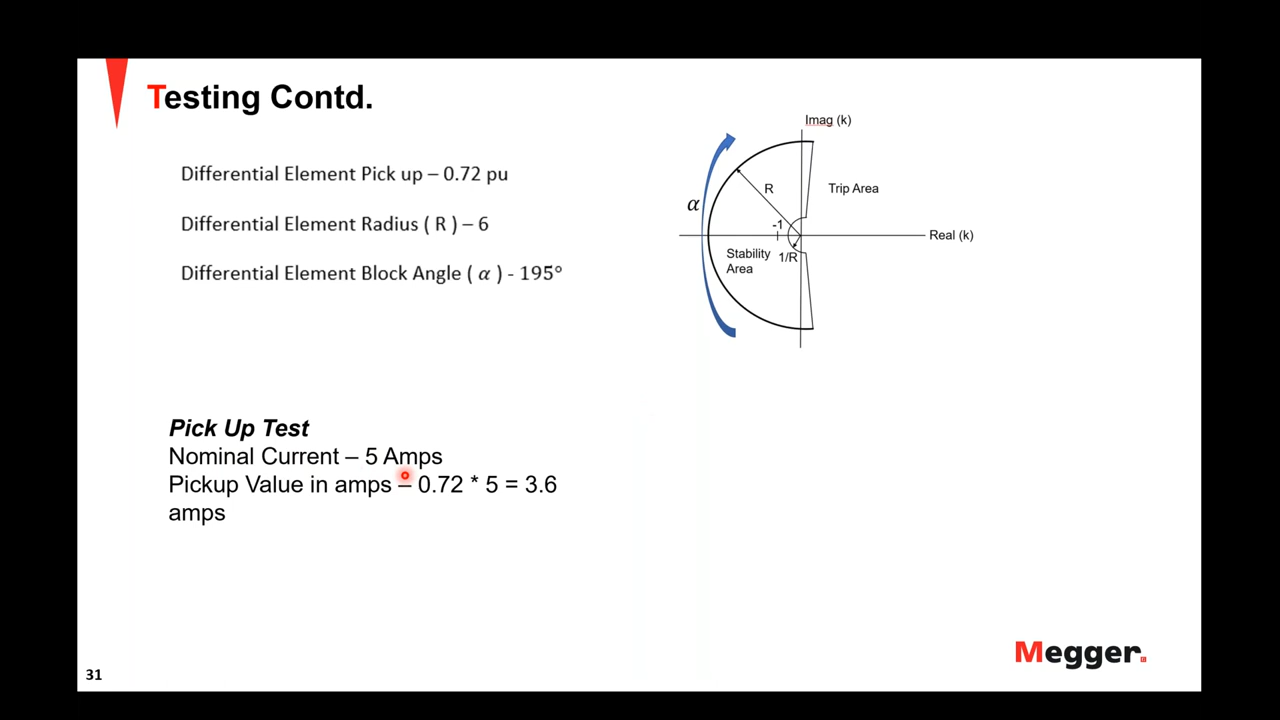 Testing Contd.
Differential Element Pick up – 0.72 pu
Differential Element Radius ( R ) – 6
Differential Element Block Angle ( α ) - 195°
Imag (k)
R
Trip Area
α
-1
Real (k)
Stability
Area
1/R
Pick Up Test
Nominal Current – 5 Amps
Pickup Value in amps – 0.72 * 5 = 3.6
amps
Megger
31